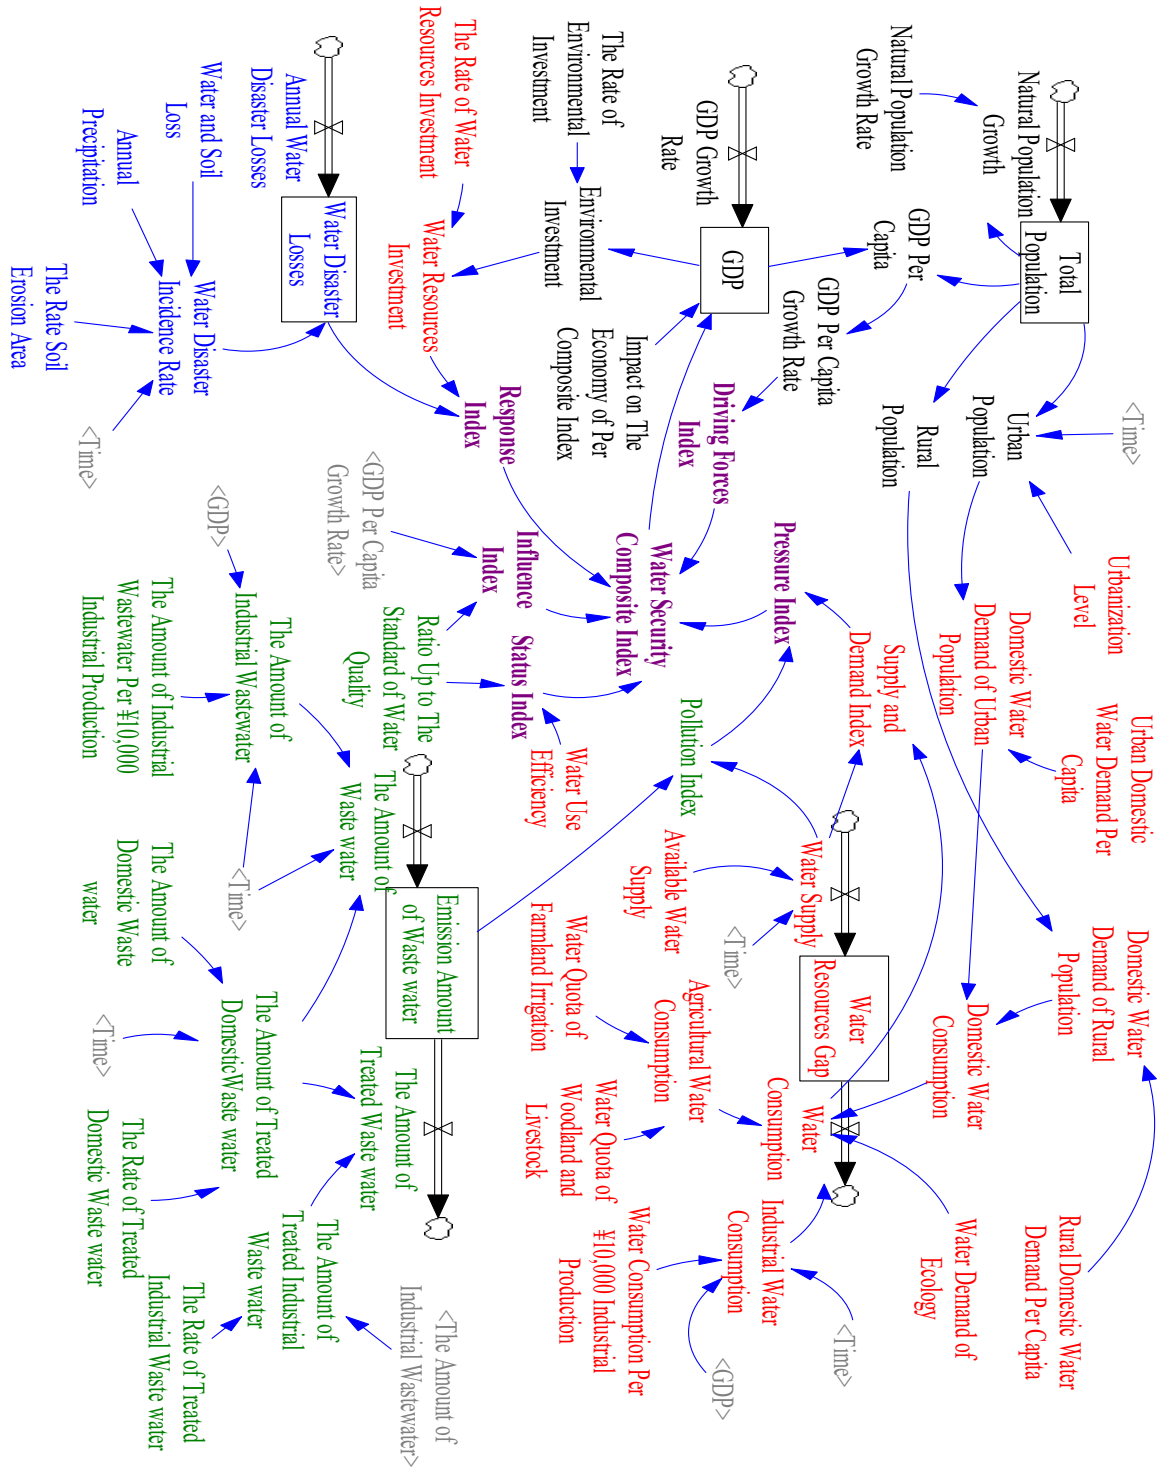 <Time>
Urbanization
Level
Urban Domestic
Water Demand Per
Capita
Domestic Water
Demand of Rural
Population
Rural Domestic Water
Demand Per Capita
Natural Population
Growth
Total
Population
Urban
Population
Domestic Water
Demand of Urban
Population
Domestic Water
Consumption
Water Demand of
Ecology
Natural Population
Growth Rate
GDP Per
Capita
Rural
Population
Supply and
Demand Index
Water
Resources Gap
<Time>
GDP Per Capita
Growth Rate
Pressure Index
Water Supply
Water
Consumption
Industrial Water
Consumption
<GDP>
GDP Growth
Rate
GDP
Driving Forces
Index
Pollution Index
Available Water
Supply
<Time>
Agricultural Water
Consumption
Impact on The
Economy of Per
Composite Index
Water Security
Composite Index
Water Quota of
Farmland Irrigation
Water Quota of
Woodland and
Livestock
Water Consumption Per
¥10,000 Industrial
Production
The Rate of
Environmental
Investment
Environmental
Investment
Water Use
Efficiency
The Rate of Water
Resources Investment
Water Resources
Investment
Response
Index
Influence
Index
Status Index
<GDP Per Capita
Growth Rate>
Ratio Up to The
Standard of Water
Quality
Emission Amount
of Waste water
The Amount of
Treated Waste water
<The Amount of
Industrial Wastewater>
Annual Water
Disaster Losses
Water Disaster
Losses
The Amount of
Waste water
The Amount of
Treated Industrial
Waste water
Water and Soil
Loss
<GDP>
The Amount of
Industrial Wastewater
<Time>
The Amount of Treated
DomesticWaste water
The Rate of Treated
Industrial Waste water
Annual
Precipitation
Water Disaster
Incidence Rate
The Amount of Industrial
Wastewater Per ¥10,000
Industrial Production
The Amount of
Domestic Waste
water
The Rate of Treated
Domestic Waste water
The Rate Soil
Erosion Area
<Time>
<Time>